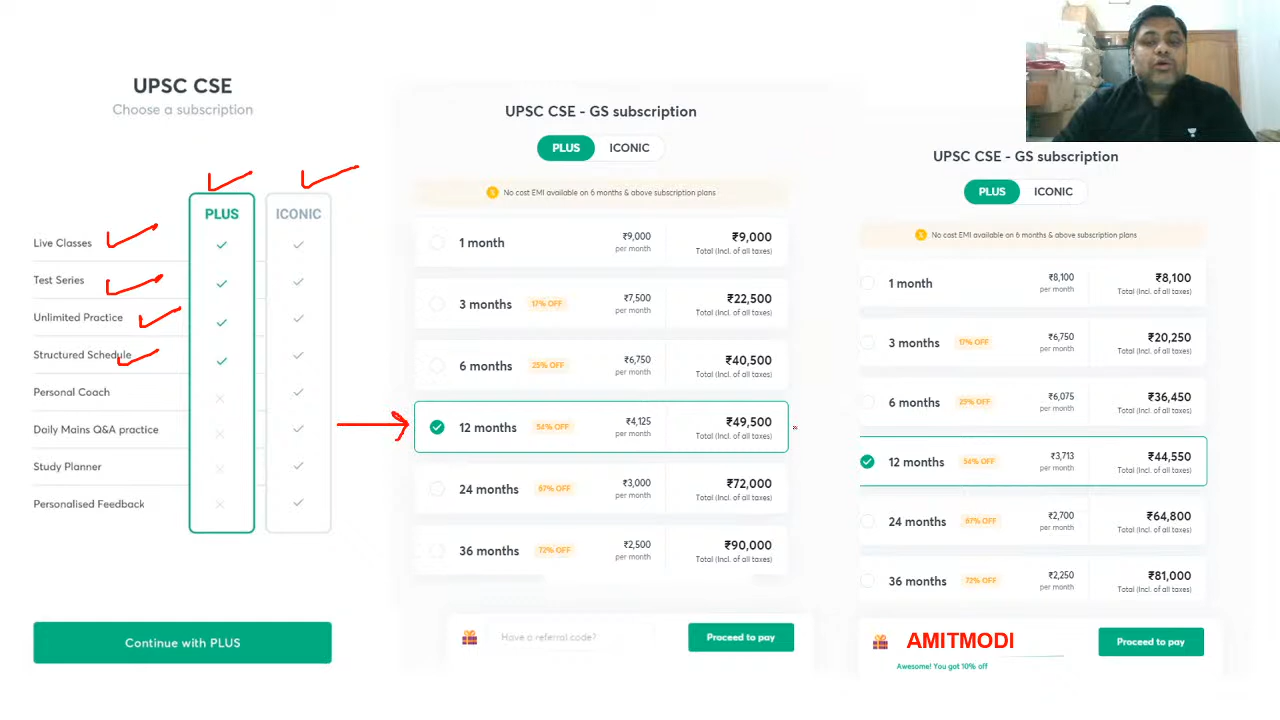 UPSC CSE
Choose a subscription
PLUS
ICONIC
Live Classes
Test Series
Unlimited Practice
Structured Schedule
Personal Coach
Daily Mains Q&A practice
Study Planner
Personalised Feedback
Continue with PLUS
UPSC CSE - GS subscription
PLUS
ICONIC
No cost EMI available on 6 months & above subscription plans
1 month
₹9,000
per month
₹9,000
Total (Incl. of all taxes)
3 months
17% OFF
₹7,500
per month
₹22,500
Total (Incl. of all taxes)
6 months
25% OFF
₹6,750
per month
₹40,500
Total (Incl. of all taxes)
12 months
54% OFF
₹4,125
per month
₹49,500
Total (Incl. of all taxes)
24 months
67% OFF
₹3,000
per month
₹72,000
Total (Incl. of all taxes)
36 months
72% OFF
₹2,500
per month
₹90,000
Total (Incl. of all taxes)
Have a referral code?
Proceed to pay
UPSC CSE - GS subscription
PLUS
ICONIC
No cost EMI available on 6 months & above subscription plans
1 month
₹8,100
per month
₹8,100
Total (Incl. of all taxes)
3 months
17% OFF
₹6,750
per month
₹20,250
Total (Incl. of all taxes)
6 months
25% OFF
₹6,075
per month
₹36,450
Total (Incl. of all taxes)
12 months
54% OFF
₹3,713
per month
₹44,550
Total (Incl. of all taxes)
24 months
67% OFF
₹2,700
per month
₹64,800
Total (Incl. of all taxes)
36 months
72% OFF
₹2,250
per month
₹81,000
Total (Incl. of all taxes)
AMITMODI
Awesome! You got 10% off
Proceed to pay